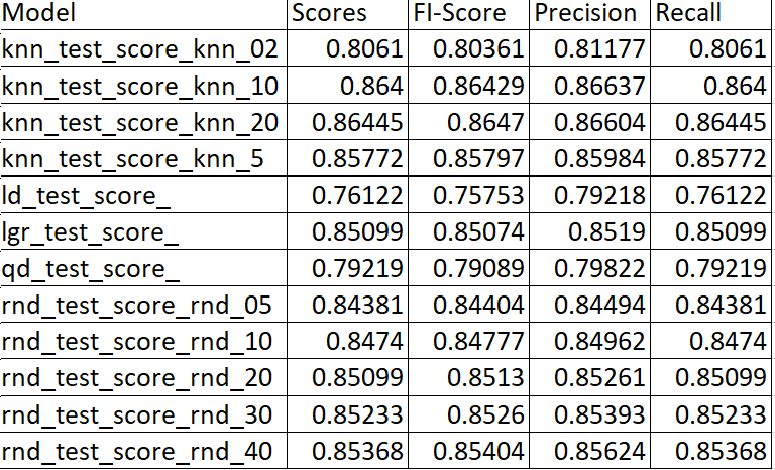 Model Scores FI-Score Precision Recall
knn_test_score_knn_02 0.8061 0.80361 0.81177 0.8061
knn_test_score_knn_10 0.864 0.86429 0.86637 0.864
knn_test_score_knn_20 0.86445 0.8647 0.86604 0.86445
knn_test_score_knn_5 0.85772 0.85797 0.85984 0.85772
ld_test_score_ 0.76122 0.75753 0.79218 0.76122
lgr_test_score_ 0.85099 0.85074 0.8519 0.85099
qd_test_score_ 0.79219 0.79089 0.79822 0.79219
rnd_test_score_rnd_05 0.84381 0.84404 0.84494 0.84381
rnd_test_score_rnd_10 0.8474 0.84777 0.84962 0.8474
rnd_test_score_rnd_20 0.85099 0.8513 0.85261 0.85099
rnd_test_score_rnd_30 0.85233 0.8526 0.85393 0.85233
rnd_test_score_rnd_40 0.85368 0.85404 0.85624 0.85368